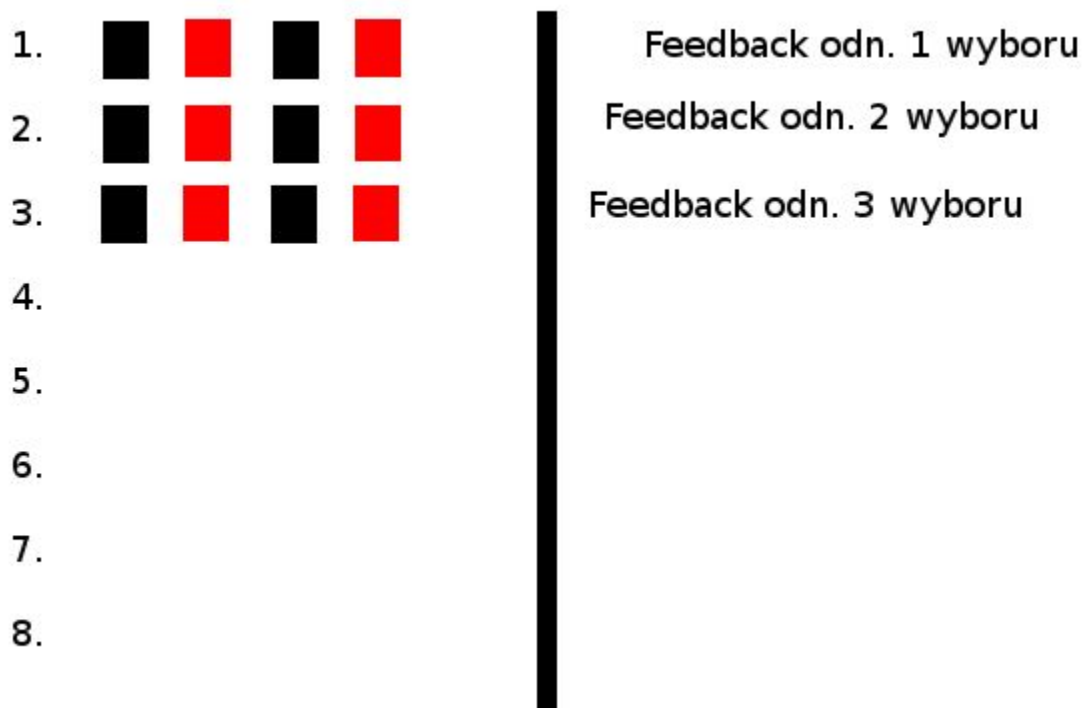 1. Feedback odn. 1 wyboru
2. Feedback odn. 2 wyboru
3. Feedback odn. 3 wyboru
4.
5.
6.
7.
8.